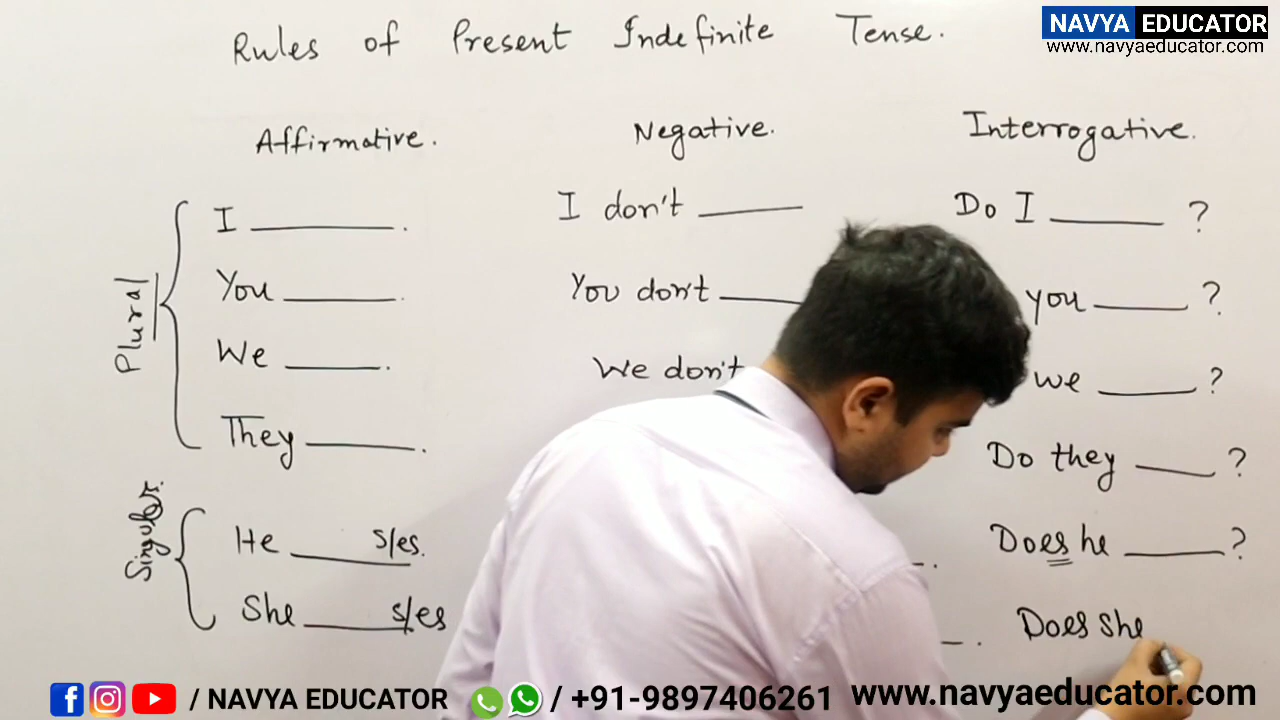 NAVYA EDUCATOR
www.navyaeducator.com
Rules of Present Indefinite Tense.
Affirmative. Negative. Interrogative.
Plural
I ______. I don't ______ Do I ______ ?
You ______. You don't ______ you ______ ?
We ______. We don't we ______ ?
They ______. Do they ______ ?
Singular.
He ______ s/es. Does he ______ ?
She ______ s/es Does she
/ NAVYA EDUCATOR / +91-9897406261 www.navyaeducator.com